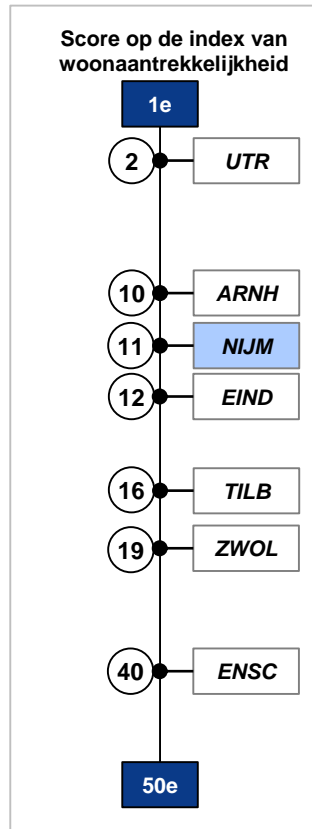 Score op de index van
woonaantrekkelijkheid
1e
2 UTR
10 ARNH
11 NIJM
12 EIND
16 TILB
19 ZWOL
40 ENSC
50e